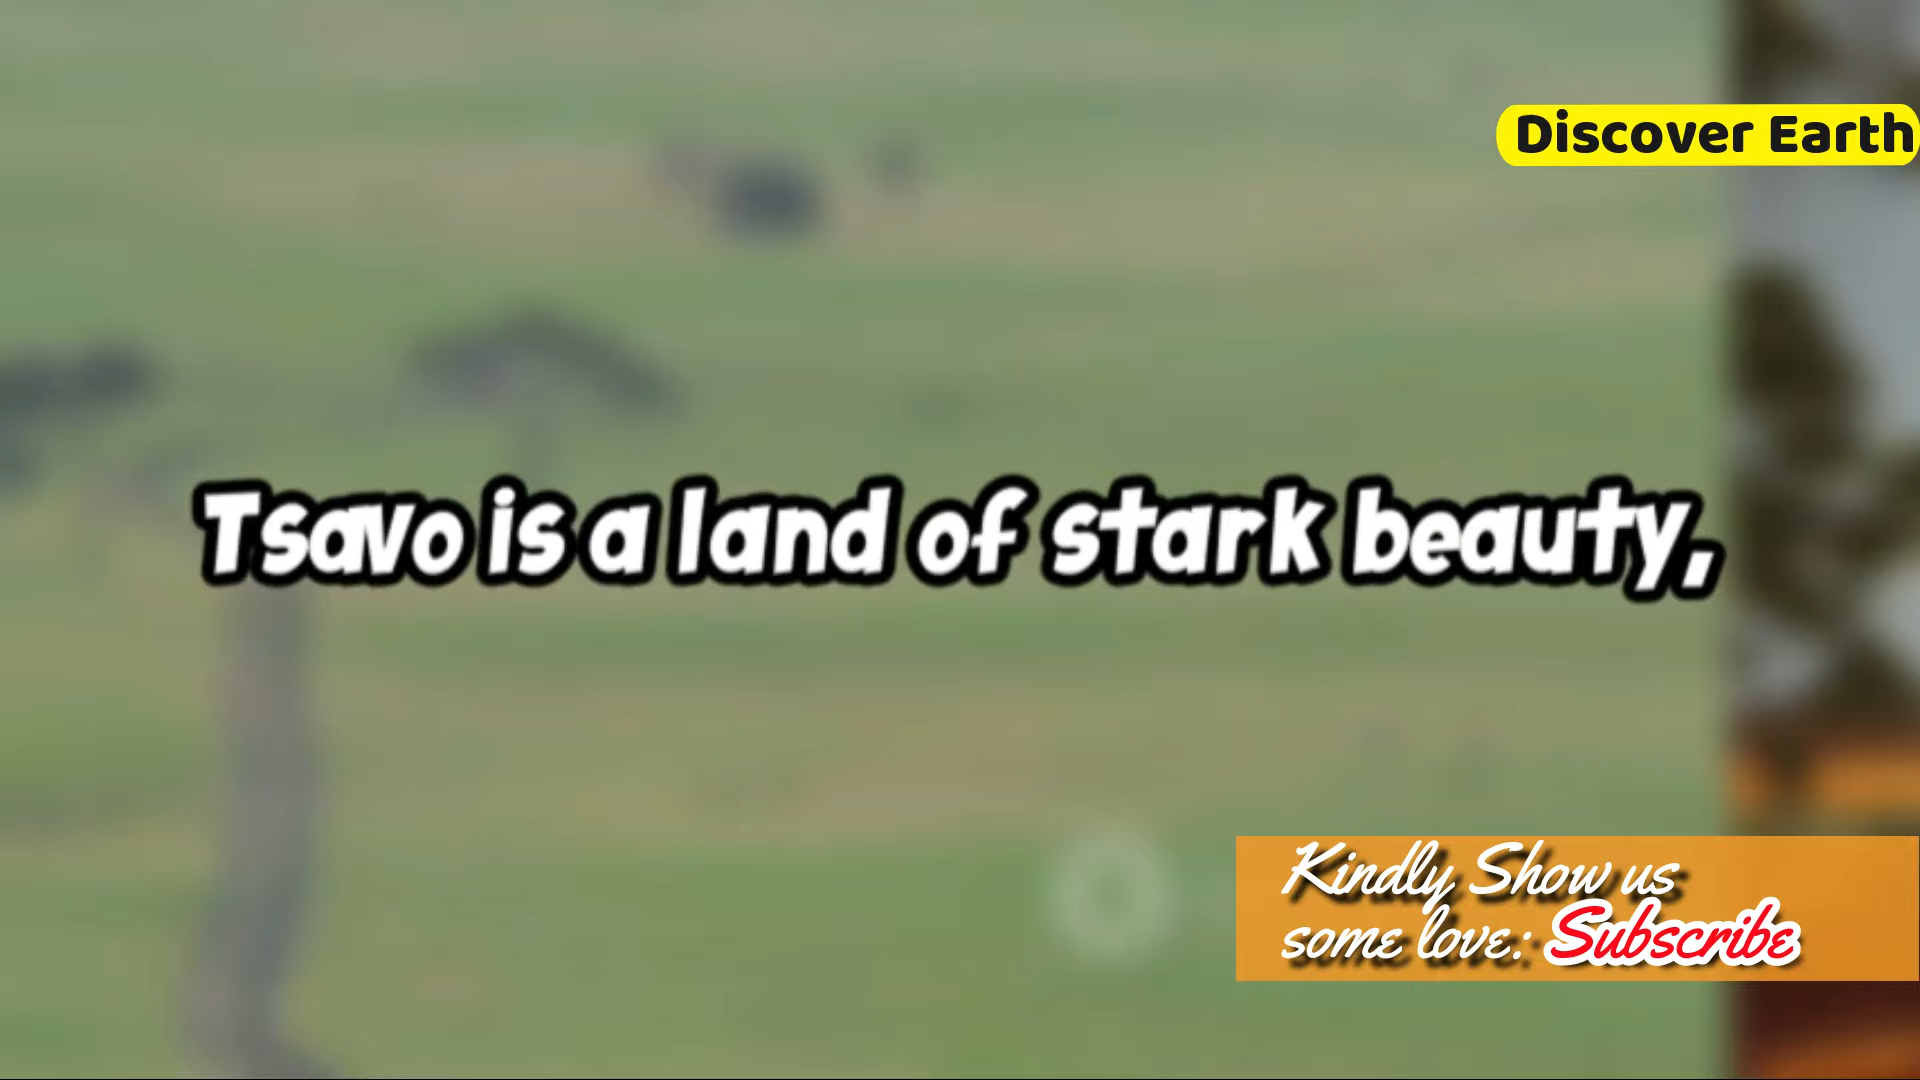 Discover Earth
Tsavo is a land of stark beauty,
Kindly Show us
some love: Subscribe